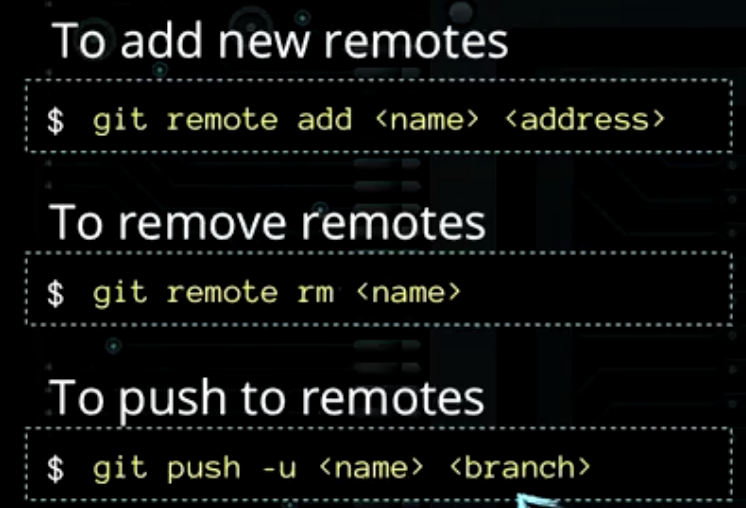 To add new remotes
$ git remote add <name> <address>
To remove remotes
$ git remote rm <name>
To push to remotes
$ git push -u <name> <branch>